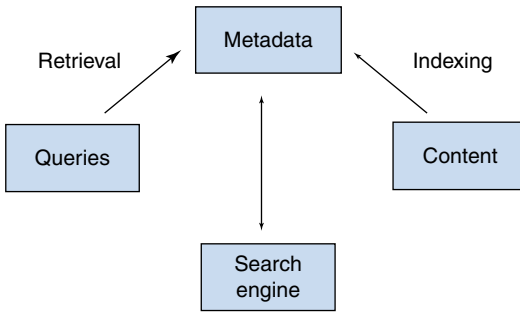 Metadata
Retrieval
Indexing
Queries
Content
Search
engine